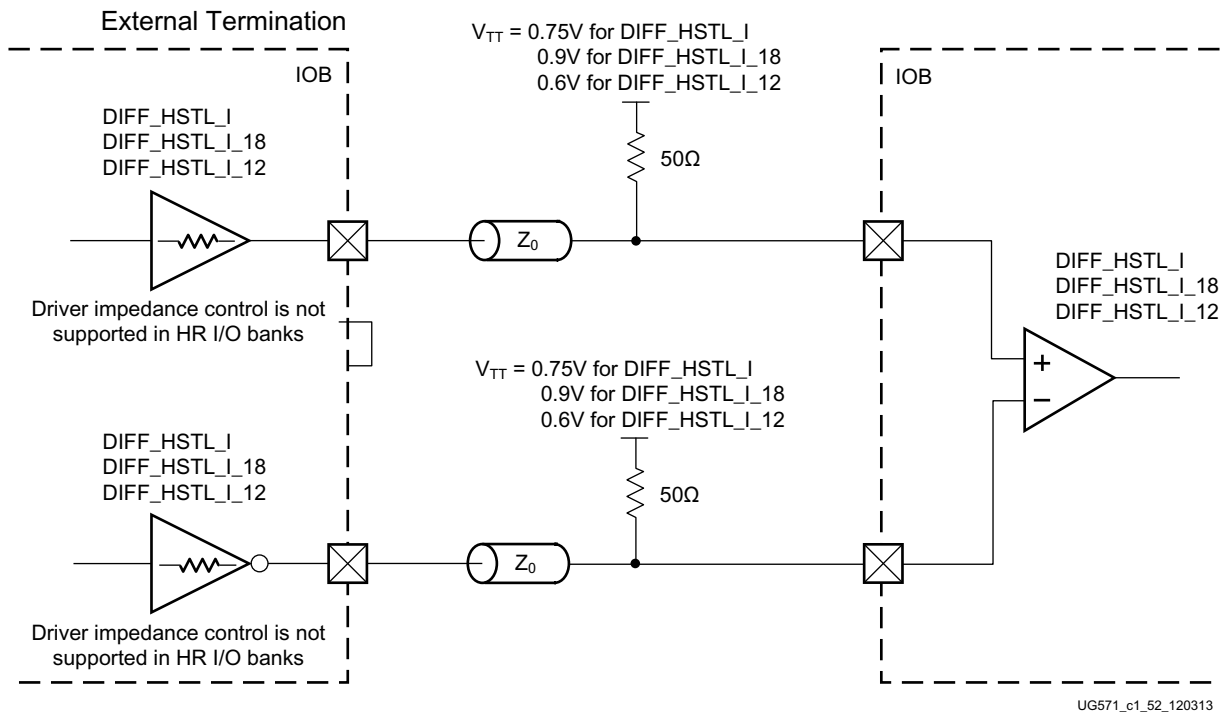 External Termination
V_TT = 0.75V for DIFF_HSTL_I
0.9V for DIFF_HSTL_I_18
0.6V for DIFF_HSTL_I_12
IOB
IOB
DIFF_HSTL_I
DIFF_HSTL_I_18
DIFF_HSTL_I_12
50Ω
Z₀
DIFF_HSTL_I
DIFF_HSTL_I_18
DIFF_HSTL_I_12
Driver impedance control is not
supported in HR I/O banks
+
−
V_TT = 0.75V for DIFF_HSTL_I
0.9V for DIFF_HSTL_I_18
0.6V for DIFF_HSTL_I_12
DIFF_HSTL_I
DIFF_HSTL_I_18
DIFF_HSTL_I_12
50Ω
Z₀
Driver impedance control is not
supported in HR I/O banks
UG571_c1_52_120313